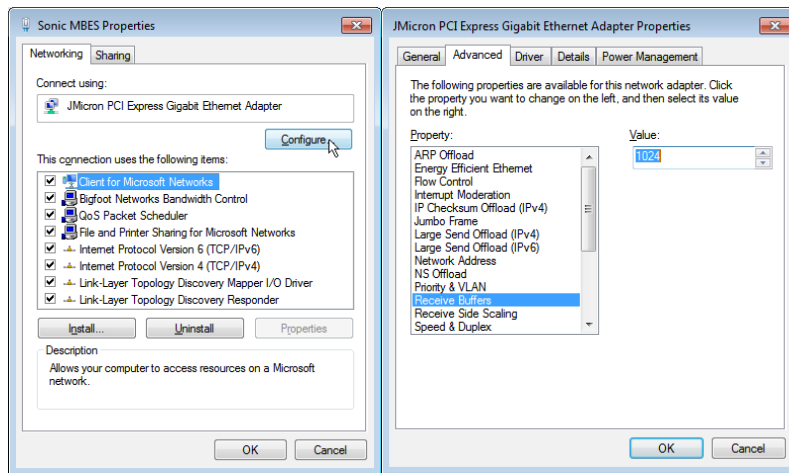 Sonic MBES Properties
Networking
Sharing
Connect using:
JMicron PCI Express Gigabit Ethernet Adapter
Configure...
This connection uses the following items:
Client for Microsoft Networks
Bigfoot Networks Bandwidth Control
QoS Packet Scheduler
File and Printer Sharing for Microsoft Networks
Internet Protocol Version 6 (TCP/IPv6)
Internet Protocol Version 4 (TCP/IPv4)
Link-Layer Topology Discovery Mapper I/O Driver
Link-Layer Topology Discovery Responder
Install...
Uninstall
Properties
Description
Allows your computer to access resources on a Microsoft
network.
OK
Cancel
JMicron PCI Express Gigabit Ethernet Adapter Properties
General
Advanced
Driver
Details
Power Management
The following properties are available for this network adapter. Click
the property you want to change on the left, and then select its value
on the right.
Property:
ARP Offload
Energy Efficient Ethernet
Flow Control
Interrupt Moderation
IP Checksum Offload (IPv4)
Jumbo Frame
Large Send Offload (IPv4)
Large Send Offload (IPv6)
Network Address
NS Offload
Priority & VLAN
Receive Buffers
Receive Side Scaling
Speed & Duplex
Value:
1024
OK
Cancel